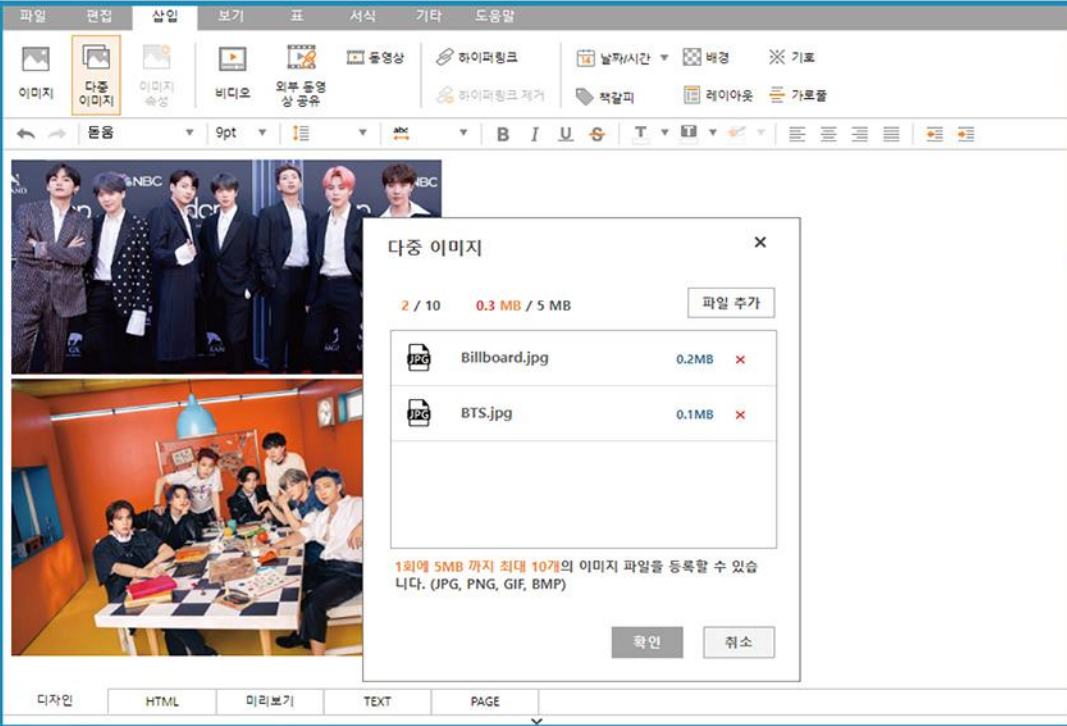 파일 편집 삽입 보기 표 서식 기타 도움말
이미지
다중
이미지
이미지
속성
비디오
외부 동영
상 공유
동영상
하이퍼링크
하이퍼링크 제거
날짜/시간
책갈피
배경
레이아웃
기호
가로줄
돋움 9pt abc B I U S T T
NBC
다중 이미지
2 / 10 0.3 MB / 5 MB 파일 추가
JPG Billboard.jpg 0.2MB
JPG BTS.jpg 0.1MB
1회에 5MB 까지 최대 10개의 이미지 파일을 등록할 수 있습
니다. (JPG, PNG, GIF, BMP)
확인 취소
디자인 HTML 미리보기 TEXT PAGE